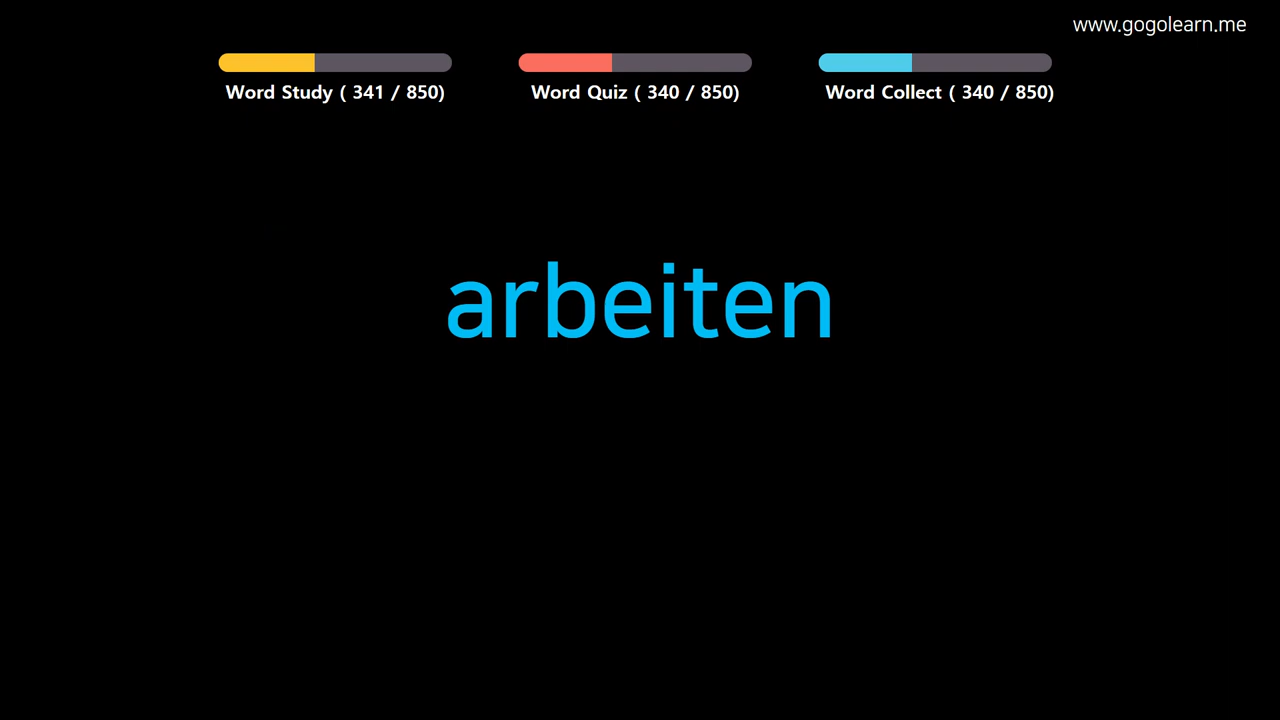 www.gogolearn.me
Word Study ( 341 / 850)
Word Quiz ( 340 / 850)
Word Collect ( 340 / 850)
arbeiten